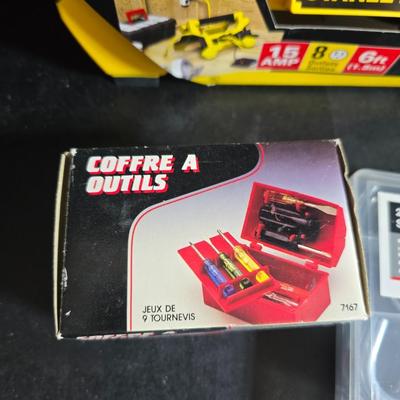 15
AMP
8
6ft
(1.8m)
COFFRE A
OUTILS
JEUX DE
9 TOURNEVIS
7167